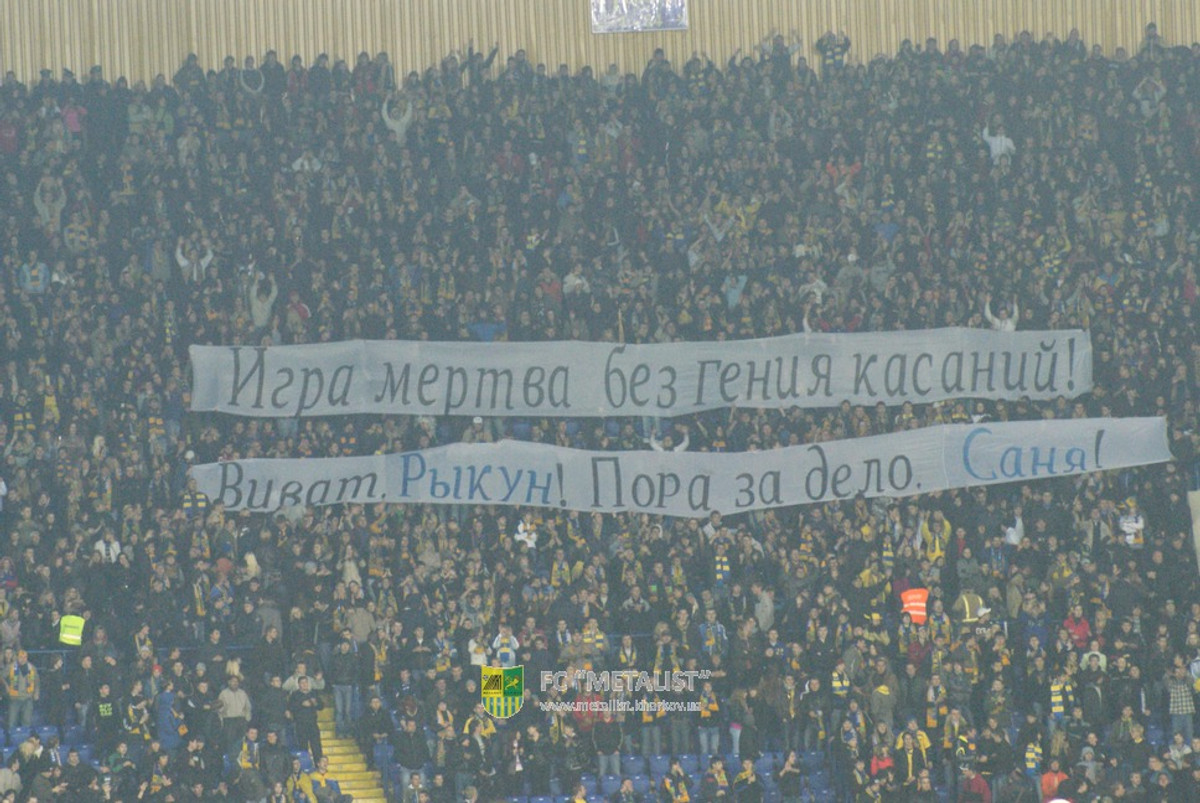 Игра мертва без гения касаний!
Виват, Рыкун! Пора за дело, Саня!
FC "METALIST"
www.metallist.kharkov.ua